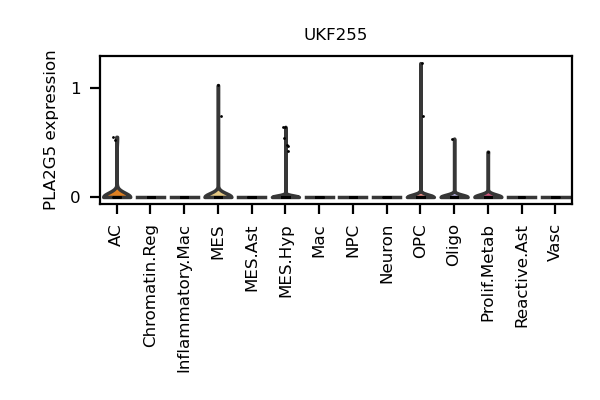 UKF255
PLA2G5 expression
1
0
AC
Chromatin.Reg
Inflammatory.Mac
MES
MES.Ast
MES.Hyp
Mac
NPC
Neuron
OPC
Oligo
Prolif.Metab
Reactive.Ast
Vasc